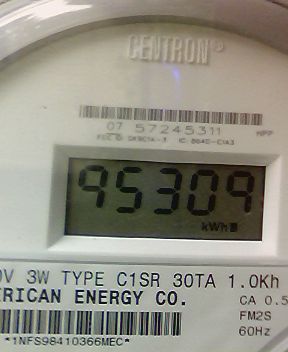 CENTRON®
07 57245311
95309
kWh
0V 3W TYPE C1SR 30TA 1.0Kh
ERICAN ENERGY CO.
CA 0.5
FM2S
60Hz
*1NFS98410366MEC*